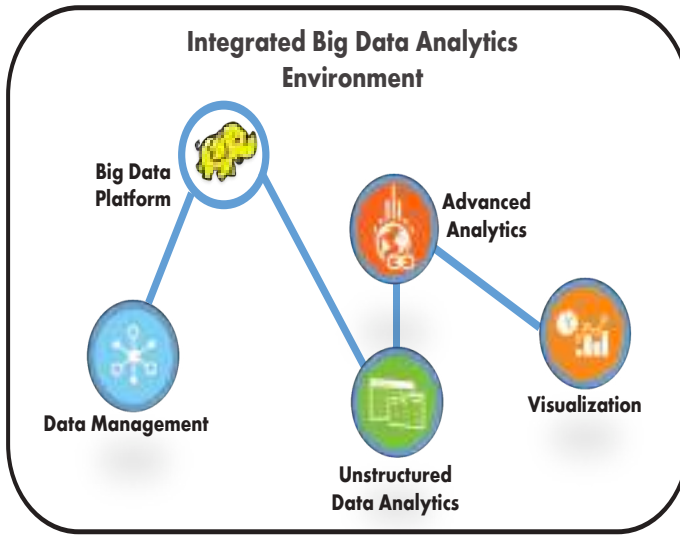 Integrated Big Data Analytics
Environment
Big Data
Platform
Advanced
Analytics
Data Management
Visualization
Unstructured
Data Analytics